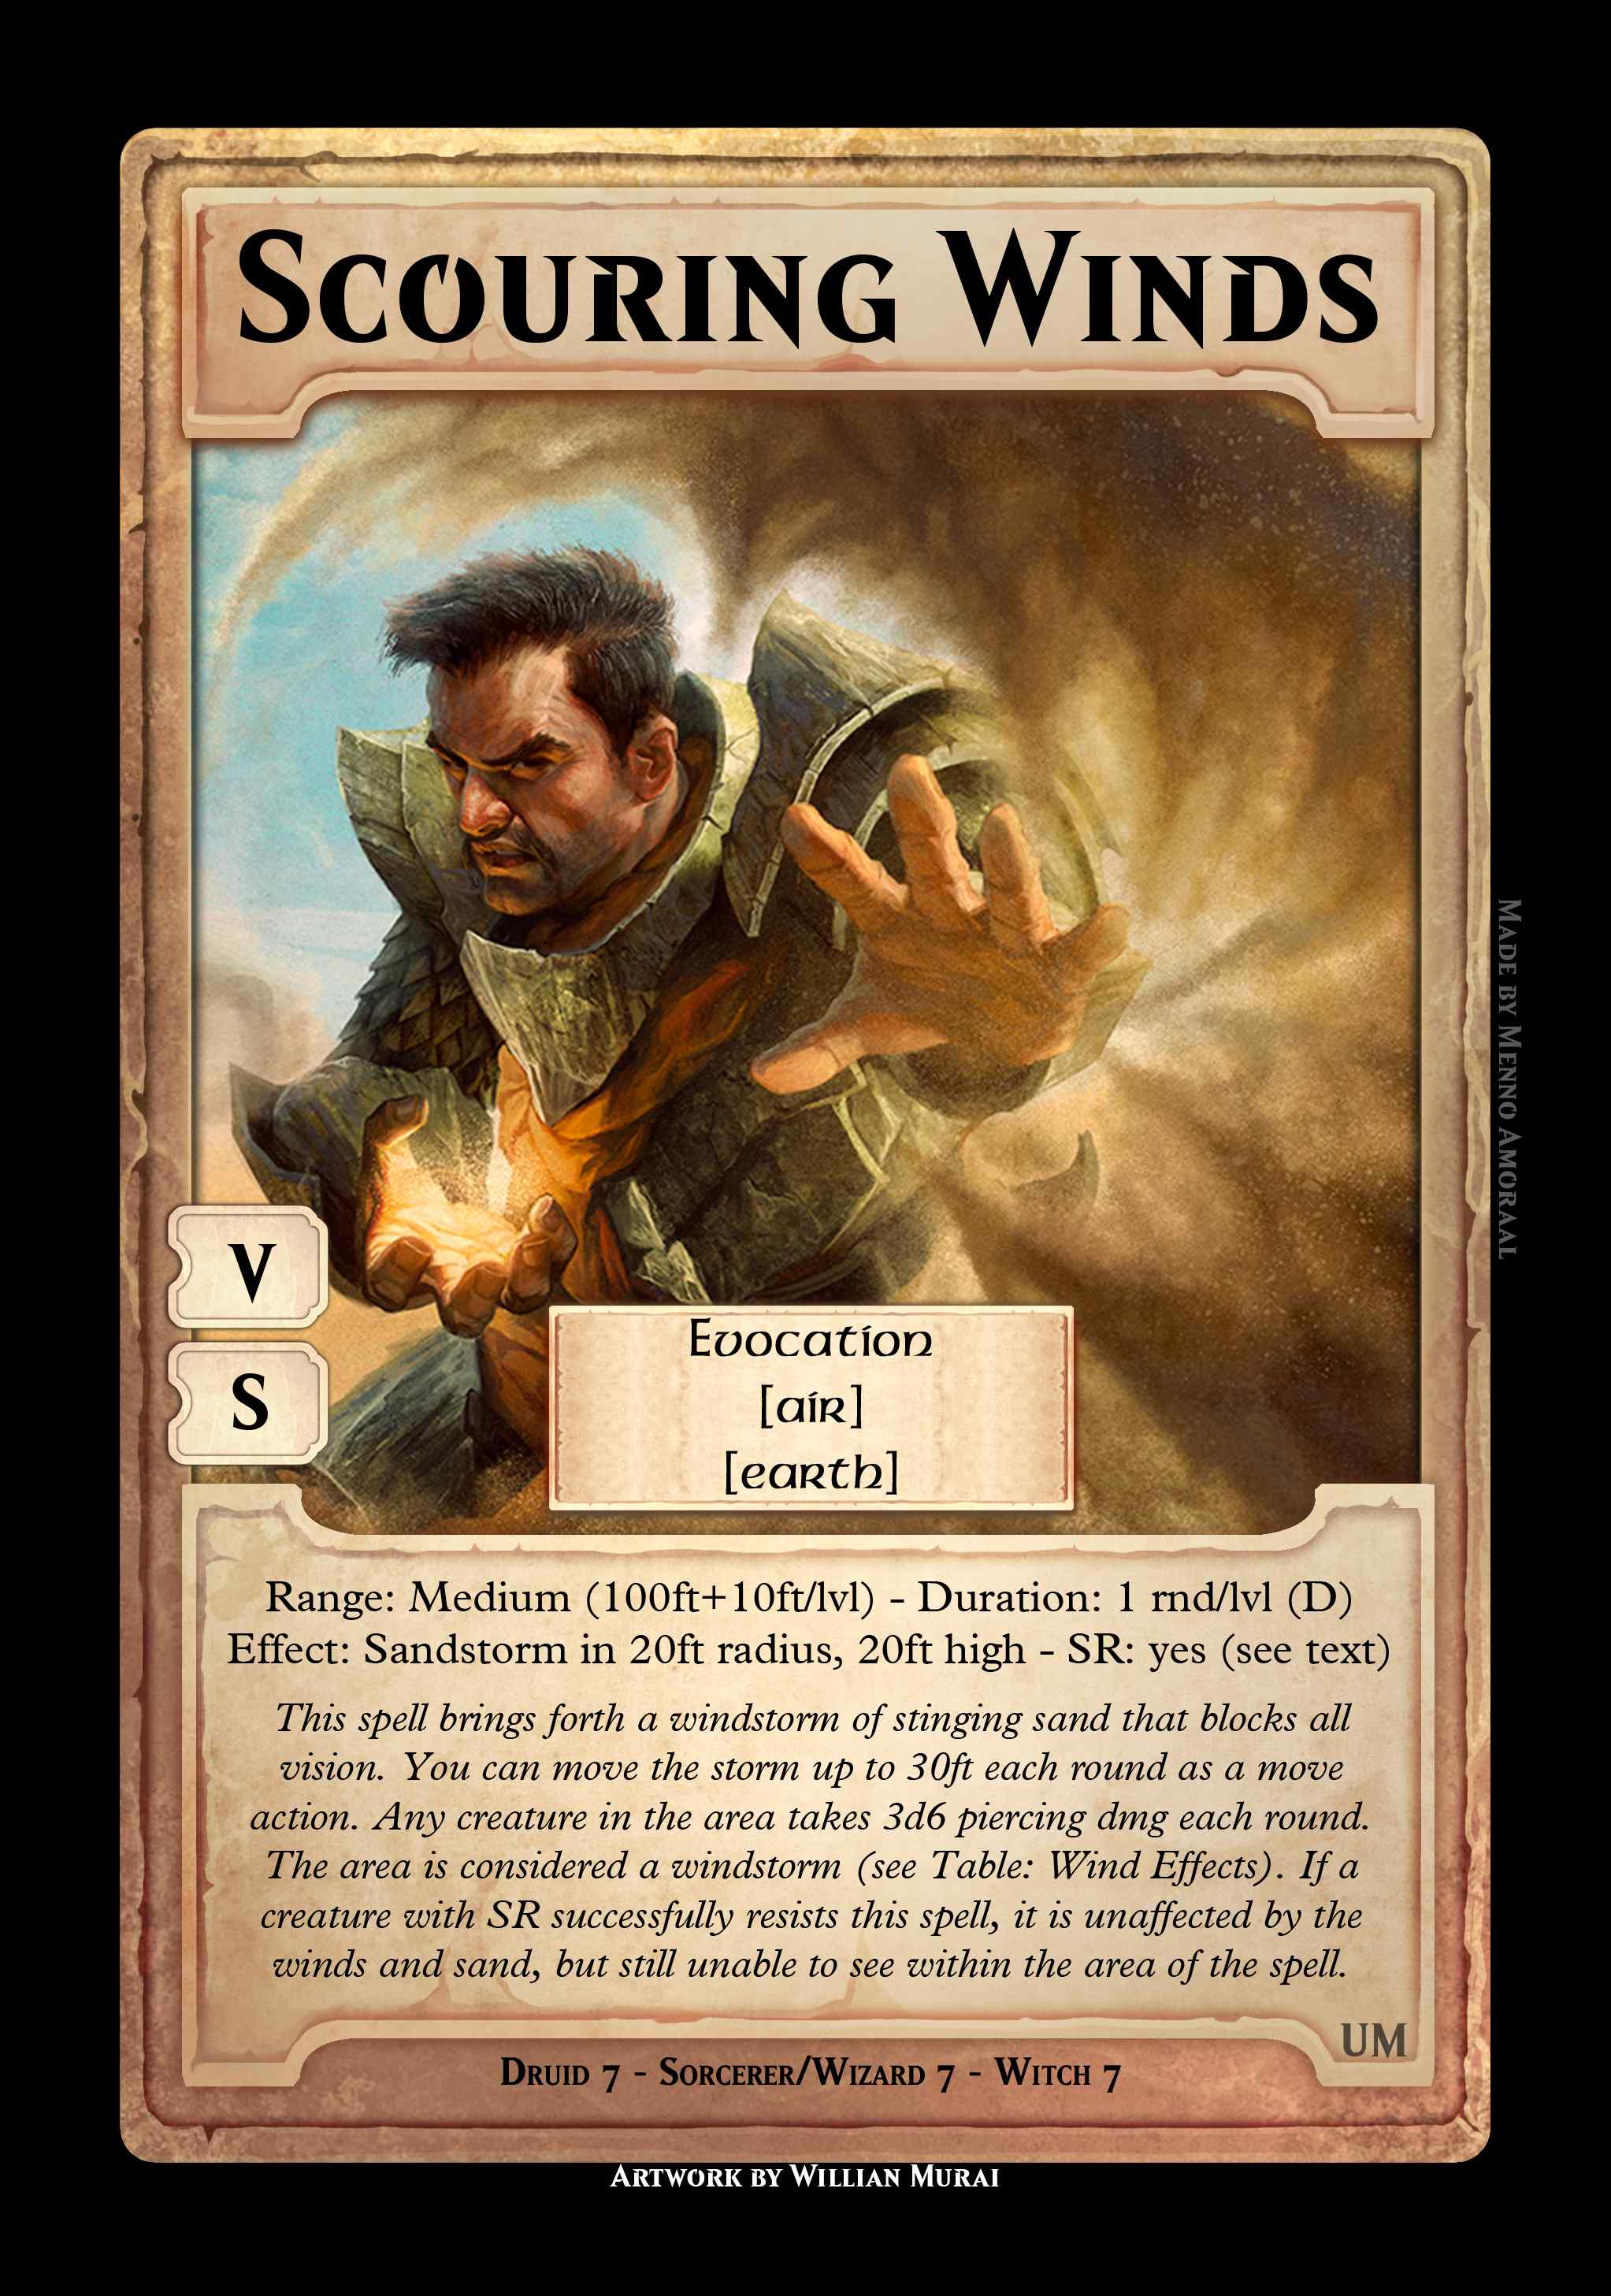 Scouring Winds
Made by Menno Amoraal
V
S
Evocation
[air]
[earth]
Range: Medium (100ft+10ft/lvl) - Duration: 1 rnd/lvl (D)
Effect: Sandstorm in 20ft radius, 20ft high - SR: yes (see text)
This spell brings forth a windstorm of stinging sand that blocks all
vision. You can move the storm up to 30ft each round as a move
action. Any creature in the area takes 3d6 piercing dmg each round.
The area is considered a windstorm (see Table: Wind Effects). If a
creature with SR successfully resists this spell, it is unaffected by the
winds and sand, but still unable to see within the area of the spell.
UM
Druid 7 - Sorcerer/Wizard 7 - Witch 7
Artwork by Willian Murai